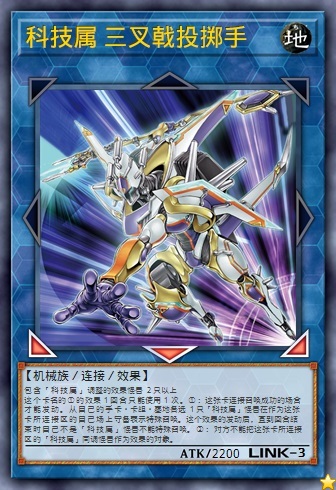 科技属 三叉戟投掷手
地
【机械族／连接／效果】
包含「科技属」调整的效果怪兽２只以上
这个卡名的①的效果１回合只能使用１次。①：这张卡连接召唤成功的场合
才能发动。从自己的手卡·卡组·墓地各选１只「科技属」怪兽在作为这张
卡所连接区的自己场上守备表示特殊召唤。这个效果的发动后，直到回合结
束时自己不是「科技属」怪兽不能特殊召唤。②：对方不能把这张卡所连接
区的「科技属」同调怪兽作为效果的对象。
ATK/2200 LINK-3